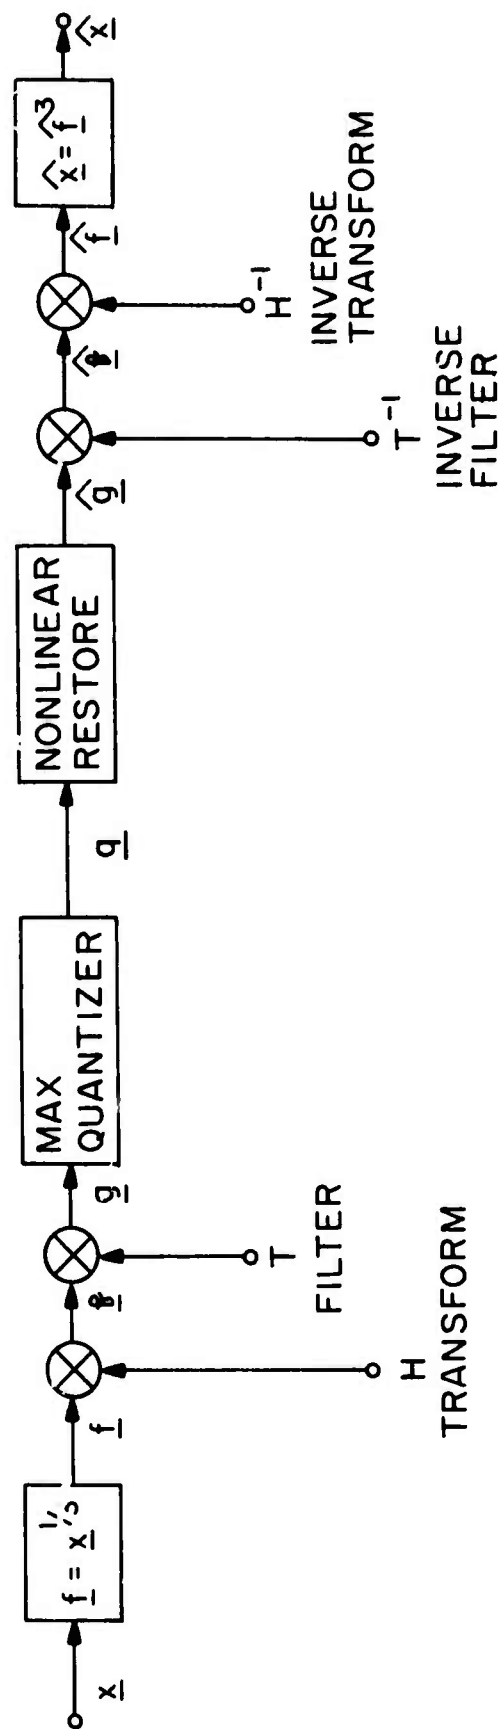 x
f = x^1/3
f
H
TRANSFORM
T
FILTER
g
MAX
QUANTIZER
q
NONLINEAR
RESTORE
ĝ
T^-1
INVERSE
FILTER
H^-1
INVERSE
TRANSFORM
f̂
x̂ = f̂^3
x̂